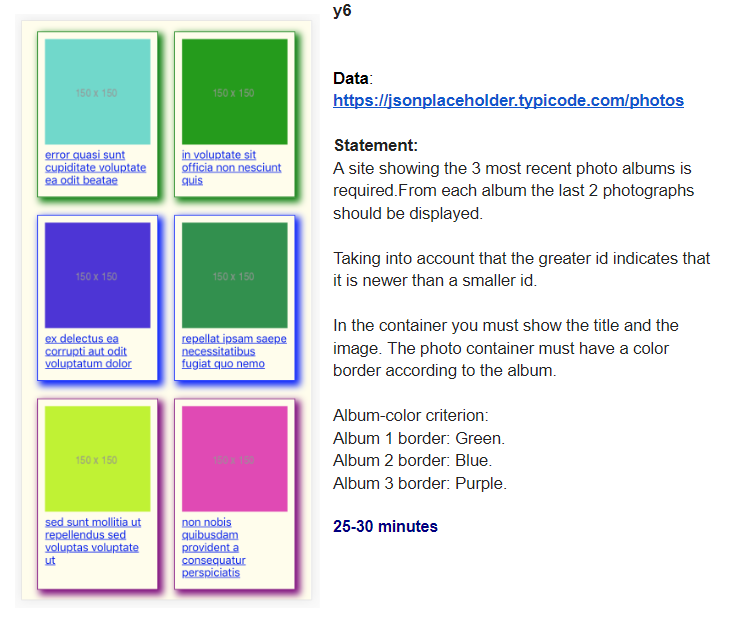 150 x 150
150 x 150
error quasi sunt
cupiditate voluptate
ea odit beatae
in voluptate sit
officia non nesciunt
quis
150 x 150
150 x 150
ex delectus ea
corrupti aut odit
voluptatum dolor
repellat ipsam saepe
necessitatibus
fugiat quo nemo
150 x 150
150 x 150
sed sunt mollitia ut
repellendus sed
voluptas voluptate
ut
non nobis
quibusdam
provident a
consequatur
perspiciatis
y6
Data:
https://jsonplaceholder.typicode.com/photos
Statement:
A site showing the 3 most recent photo albums is
required.From each album the last 2 photographs
should be displayed.
Taking into account that the greater id indicates that
it is newer than a smaller id.
In the container you must show the title and the
image. The photo container must have a color
border according to the album.
Album-color criterion:
Album 1 border: Green.
Album 2 border: Blue.
Album 3 border: Purple.
25-30 minutes